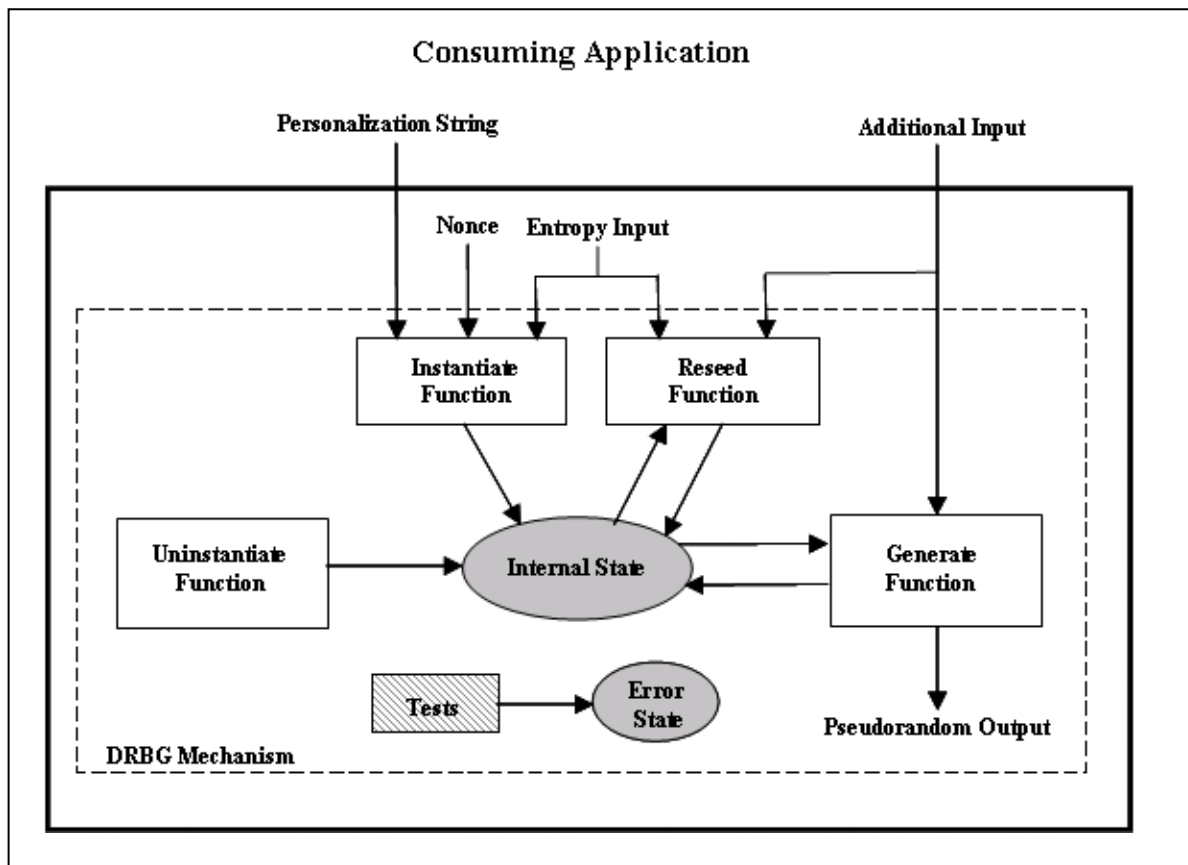 Consuming Application
Personalization String
Additional Input
Nonce
Entropy Input
Instantiate
Function
Reseed
Function
Uninstantiate
Function
Internal State
Generate
Function
Tests
Error
State
Pseudorandom Output
DRBG Mechanism